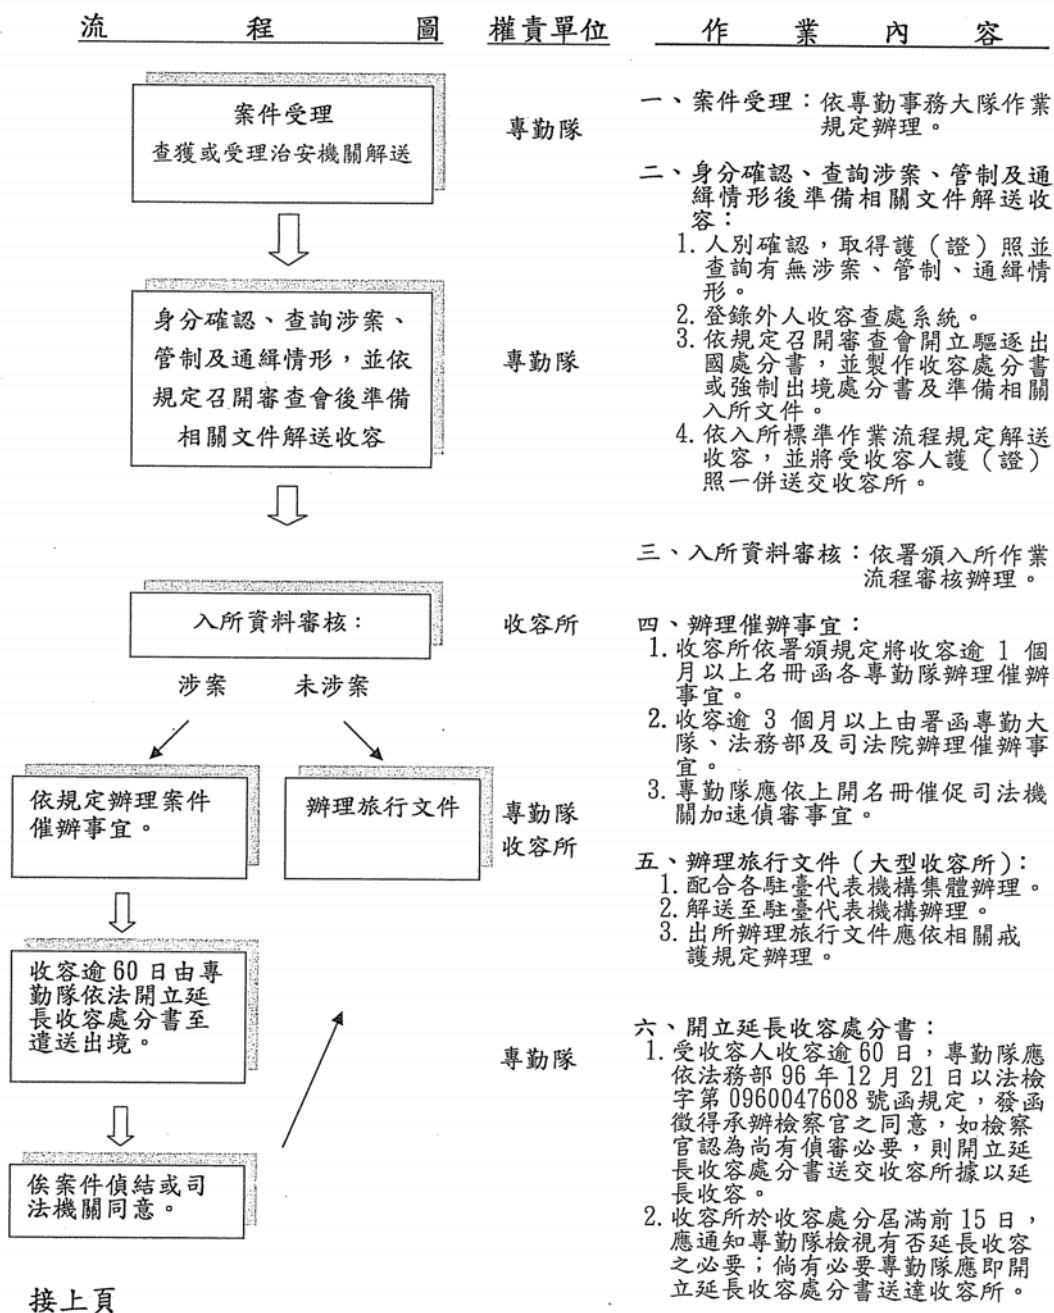 流程圖
權責單位
作業內容
案件受理
查獲或受理治安機關解送
專勤隊
一、案件受理：依專勤事務大隊作業
規定辦理。
身分確認、查詢涉案、
管制及通緝情形，並依
規定召開審查會後準備
相關文件解送收容
專勤隊
二、身分確認、查詢涉案、管制及通
緝情形後準備相關文件解送收
容：
1. 人別確認，取得護（證）照並
查詢有無涉案、管制、通緝情
形。
2. 登錄外人收容查處系統。
3. 依規定召開審查會開立驅逐出
國處分書，並製作收容處分書
或強制出境處分書及準備相關
入所文件。
4. 依入所標準作業流程規定解送
收容，並將受收容人護（證）
照一併送交收容所。
入所資料審核：
收容所
三、入所資料審核：依署頒入所作業
流程審核辦理。
涉案
未涉案
四、辦理催辦事宜：
1. 收容所依署頒規定將收容逾 1 個
月以上名冊函各專勤隊辦理催辦
事宜。
2. 收容逾 3 個月以上由署函專勤大
隊、法務部及司法院辦理催辦事
宜。
3. 專勤隊應依上開名冊催促司法機
關加速偵審事宜。
依規定辦理案件
催辦事宜。
辦理旅行文件
專勤隊
收容所
五、辦理旅行文件（大型收容所）：
1. 配合各駐臺代表機構集體辦理。
2. 解送至駐臺代表機構辦理。
3. 出所辦理旅行文件應依相關戒
護規定辦理。
收容逾 60 日由專
勤隊依法開立延
長收容處分書至
遣送出境。
專勤隊
六、開立延長收容處分書：
1. 受收容人收容逾 60 日，專勤隊應
依法務部 96 年 12 月 21 日以法檢
字第 0960047608 號函規定，發函
徵得承辦檢察官之同意，如檢察
官認為尚有偵審必要，則開立延
長收容處分書送交收容所據以延
長收容。
2. 收容所於收容處分屆滿前 15 日，
應通知專勤隊檢視有否延長收容
之必要；倘有必要專勤隊應即開
立延長收容處分書送達收容所。
俟案件偵結或司
法機關同意。
接上頁